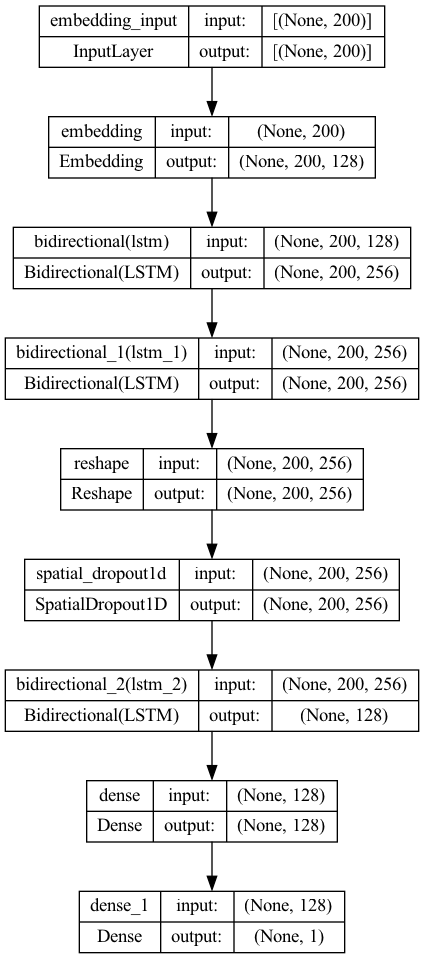 embedding_input input: [(None, 200)]
InputLayer output: [(None, 200)]
embedding input: (None, 200)
Embedding output: (None, 200, 128)
bidirectional(lstm) input: (None, 200, 128)
Bidirectional(LSTM) output: (None, 200, 256)
bidirectional_1(lstm_1) input: (None, 200, 256)
Bidirectional(LSTM) output: (None, 200, 256)
reshape input: (None, 200, 256)
Reshape output: (None, 200, 256)
spatial_dropout1d input: (None, 200, 256)
SpatialDropout1D output: (None, 200, 256)
bidirectional_2(lstm_2) input: (None, 200, 256)
Bidirectional(LSTM) output: (None, 128)
dense input: (None, 128)
Dense output: (None, 128)
dense_1 input: (None, 128)
Dense output: (None, 1)